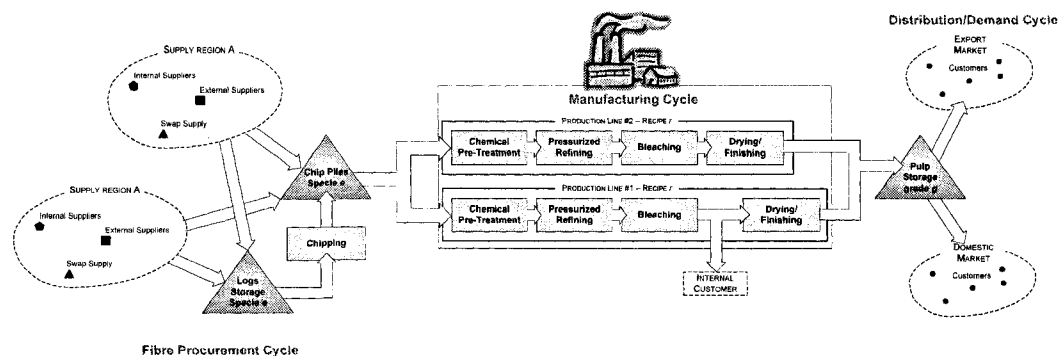 Distribution/Demand Cycle
EXPORT
MARKET
Customers
SUPPLY REGION A
Internal Suppliers
External Suppliers
Swap Supply
Manufacturing Cycle
PRODUCTION LINE #2 – RECIPE r
Chemical
Pre-Treatment
Pressurized
Refining
Bleaching
Drying/
Finishing
Chip Piles
Specie e
Pulp
Storage
grade p
SUPPLY REGION A
Internal Suppliers
External Suppliers
Swap Supply
PRODUCTION LINE #1 – RECIPE r
Chemical
Pre-Treatment
Pressurized
Refining
Bleaching
Drying/
Finishing
Chipping
Logs
Storage
Specie e
INTERNAL
CUSTOMER
DOMESTIC
MARKET
Customers
Fibre Procurement Cycle